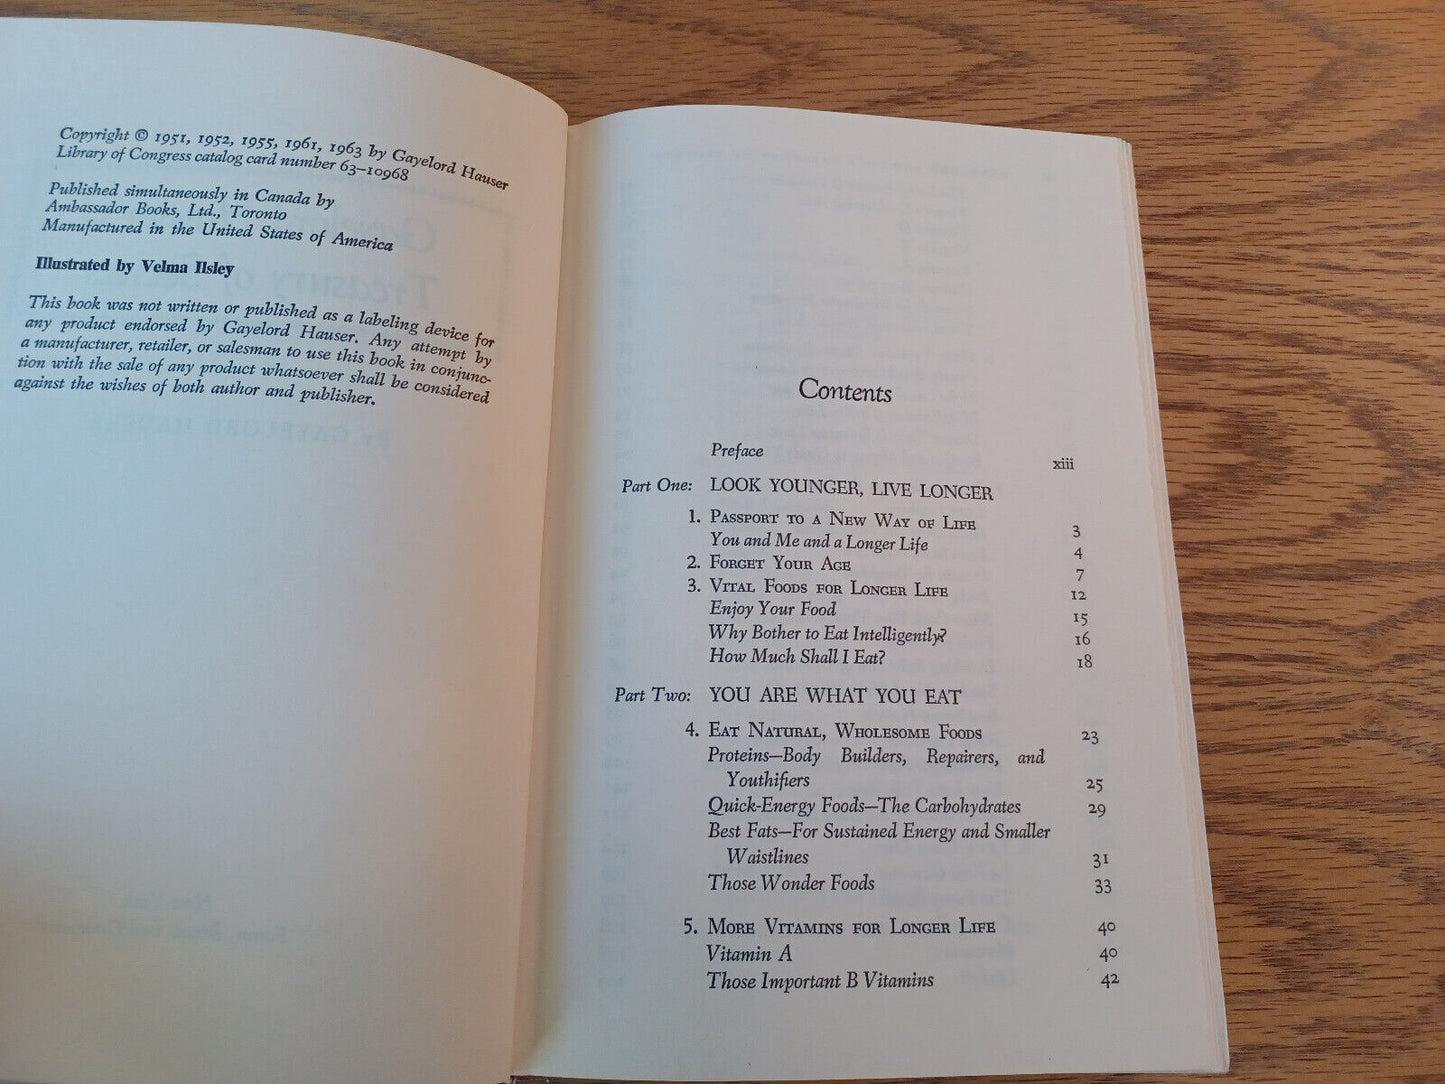 Copyright © 1951, 1952, 1955, 1961, 1963 by Gayelord Hauser
Library of Congress catalog card number 63–10968
Published simultaneously in Canada by
Ambassador Books, Ltd., Toronto
Manufactured in the United States of America
Illustrated by Velma Ilsley
This book was not written or published as a labeling device for
any product endorsed by Gayelord Hauser. Any attempt by
a manufacturer, retailer, or salesman to use this book in conjunc-
tion with the sale of any product whatsoever shall be considered
against the wishes of both author and publisher.
Contents
Preface xiii
Part One: LOOK YOUNGER, LIVE LONGER
1. Passport to a New Way of Life 3
You and Me and a Longer Life 4
2. Forget Your Age 7
3. Vital Foods for Longer Life 12
Enjoy Your Food 15
Why Bother to Eat Intelligently? 16
How Much Shall I Eat? 18
Part Two: YOU ARE WHAT YOU EAT
4. Eat Natural, Wholesome Foods 23
Proteins—Body Builders, Repairers, and
Youthifiers 25
Quick-Energy Foods—The Carbohydrates 29
Best Fats—For Sustained Energy and Smaller
Waistlines 31
Those Wonder Foods 33
5. More Vitamins for Longer Life 40
Vitamin A 40
Those Important B Vitamins 42